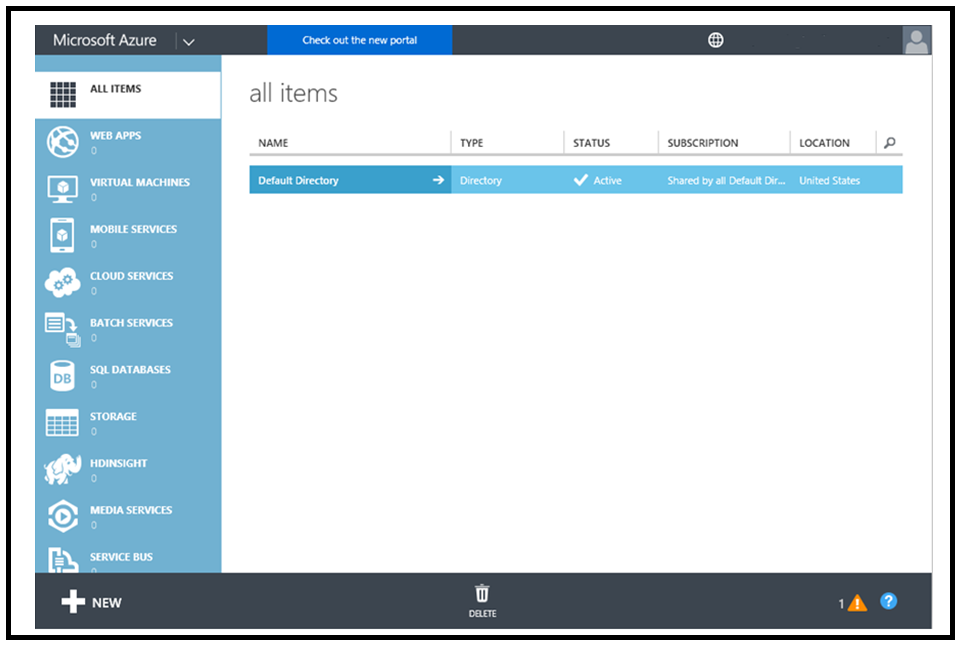 Microsoft Azure
Check out the new portal
ALL ITEMS
WEB APPS
0
VIRTUAL MACHINES
0
MOBILE SERVICES
0
CLOUD SERVICES
0
BATCH SERVICES
0
SQL DATABASES
0
DB
STORAGE
0
HDINSIGHT
0
MEDIA SERVICES
0
SERVICE BUS
0
all items
NAME TYPE STATUS SUBSCRIPTION LOCATION
Default Directory Directory Active Shared by all Default Dir... United States
NEW
DELETE
1
?